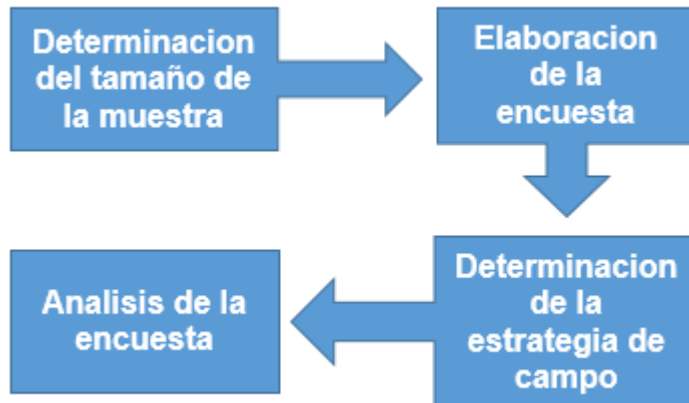 Determinacion
del tamaño de
la muestra
Elaboracion
de la
encuesta
Determinacion
de la
estrategia de
campo
Analisis de la
encuesta